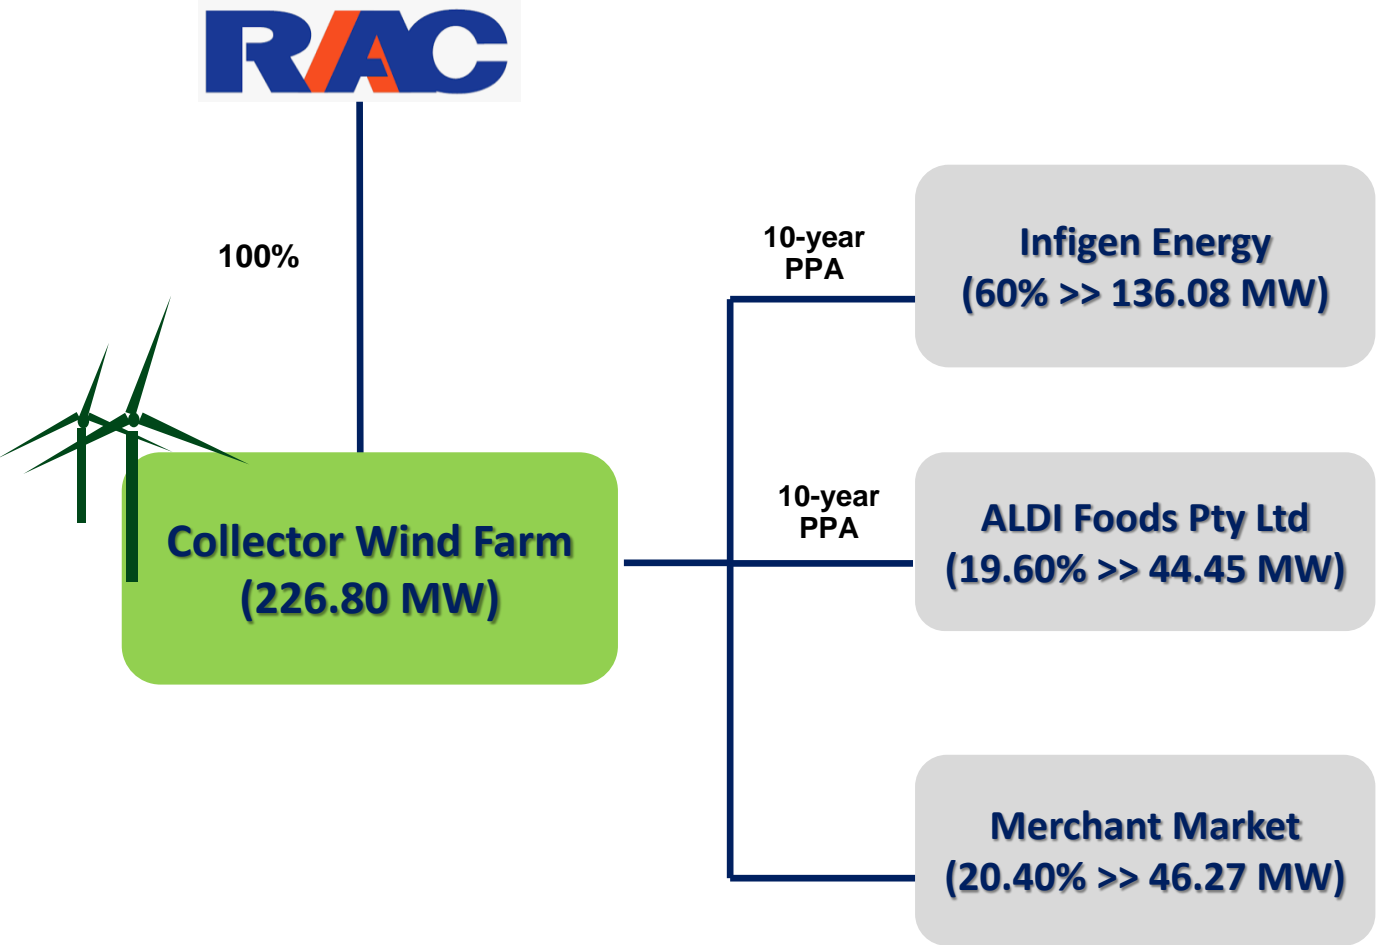 RAC
100%
10-year
PPA
Infigen Energy
(60% >> 136.08 MW)
Collector Wind Farm
(226.80 MW)
10-year
PPA
ALDI Foods Pty Ltd
(19.60% >> 44.45 MW)
Merchant Market
(20.40% >> 46.27 MW)